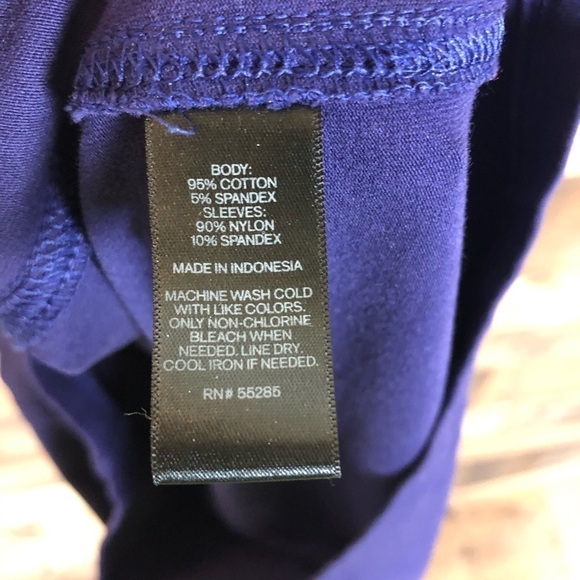 BODY:
95% COTTON
5% SPANDEX
SLEEVES:
90% NYLON
10% SPANDEX
MADE IN INDONESIA
MACHINE WASH COLD
WITH LIKE COLORS.
ONLY NON-CHLORINE
BLEACH WHEN
NEEDED. LINE DRY.
COOL IRON IF NEEDED.
RN# 55285